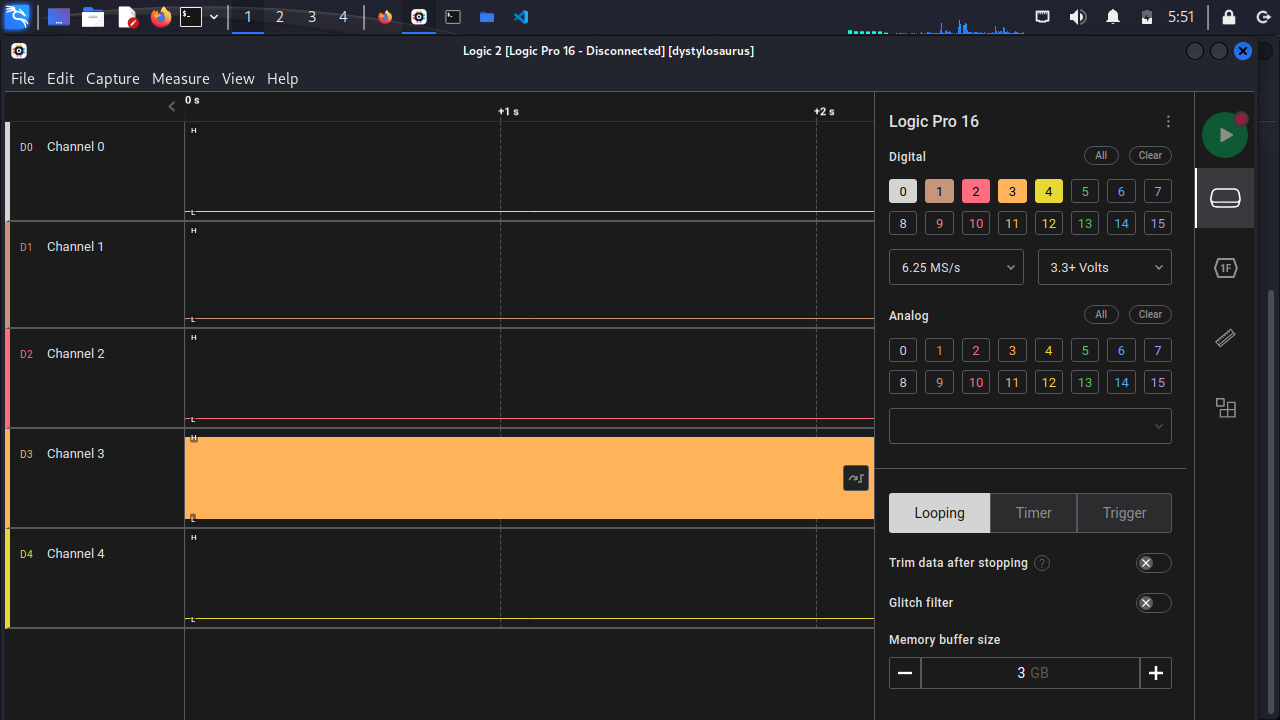 1 2 3 4 5:51
Logic 2 [Logic Pro 16 - Disconnected] [dystylosaurus]
File Edit Capture Measure View Help
0 s +1 s +2 s
D0 Channel 0 H L
D1 Channel 1 H L
D2 Channel 2 H L
D3 Channel 3 H L
D4 Channel 4 H L
Logic Pro 16
Digital All Clear
0 1 2 3 4 5 6 7
8 9 10 11 12 13 14 15
6.25 MS/s 3.3+ Volts
Analog All Clear
0 1 2 3 4 5 6 7
8 9 10 11 12 13 14 15
Looping Timer Trigger
Trim data after stopping ?
Glitch filter
Memory buffer size
3 GB
1F